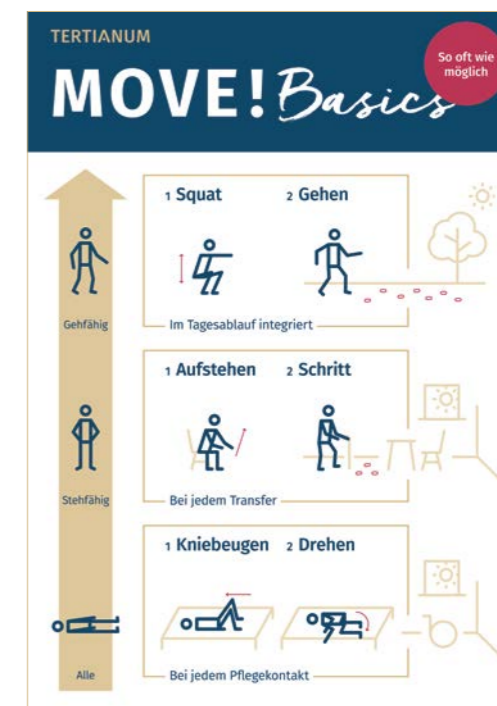 TERTIANUM
MOVE! Basics
So oft wie
möglich
1 Squat
2 Gehen
Gehfähig
Im Tagesablauf integriert
1 Aufstehen
2 Schritt
Stehfähig
Bei jedem Transfer
1 Kniebeugen
2 Drehen
Alle
Bei jedem Pflegekontakt